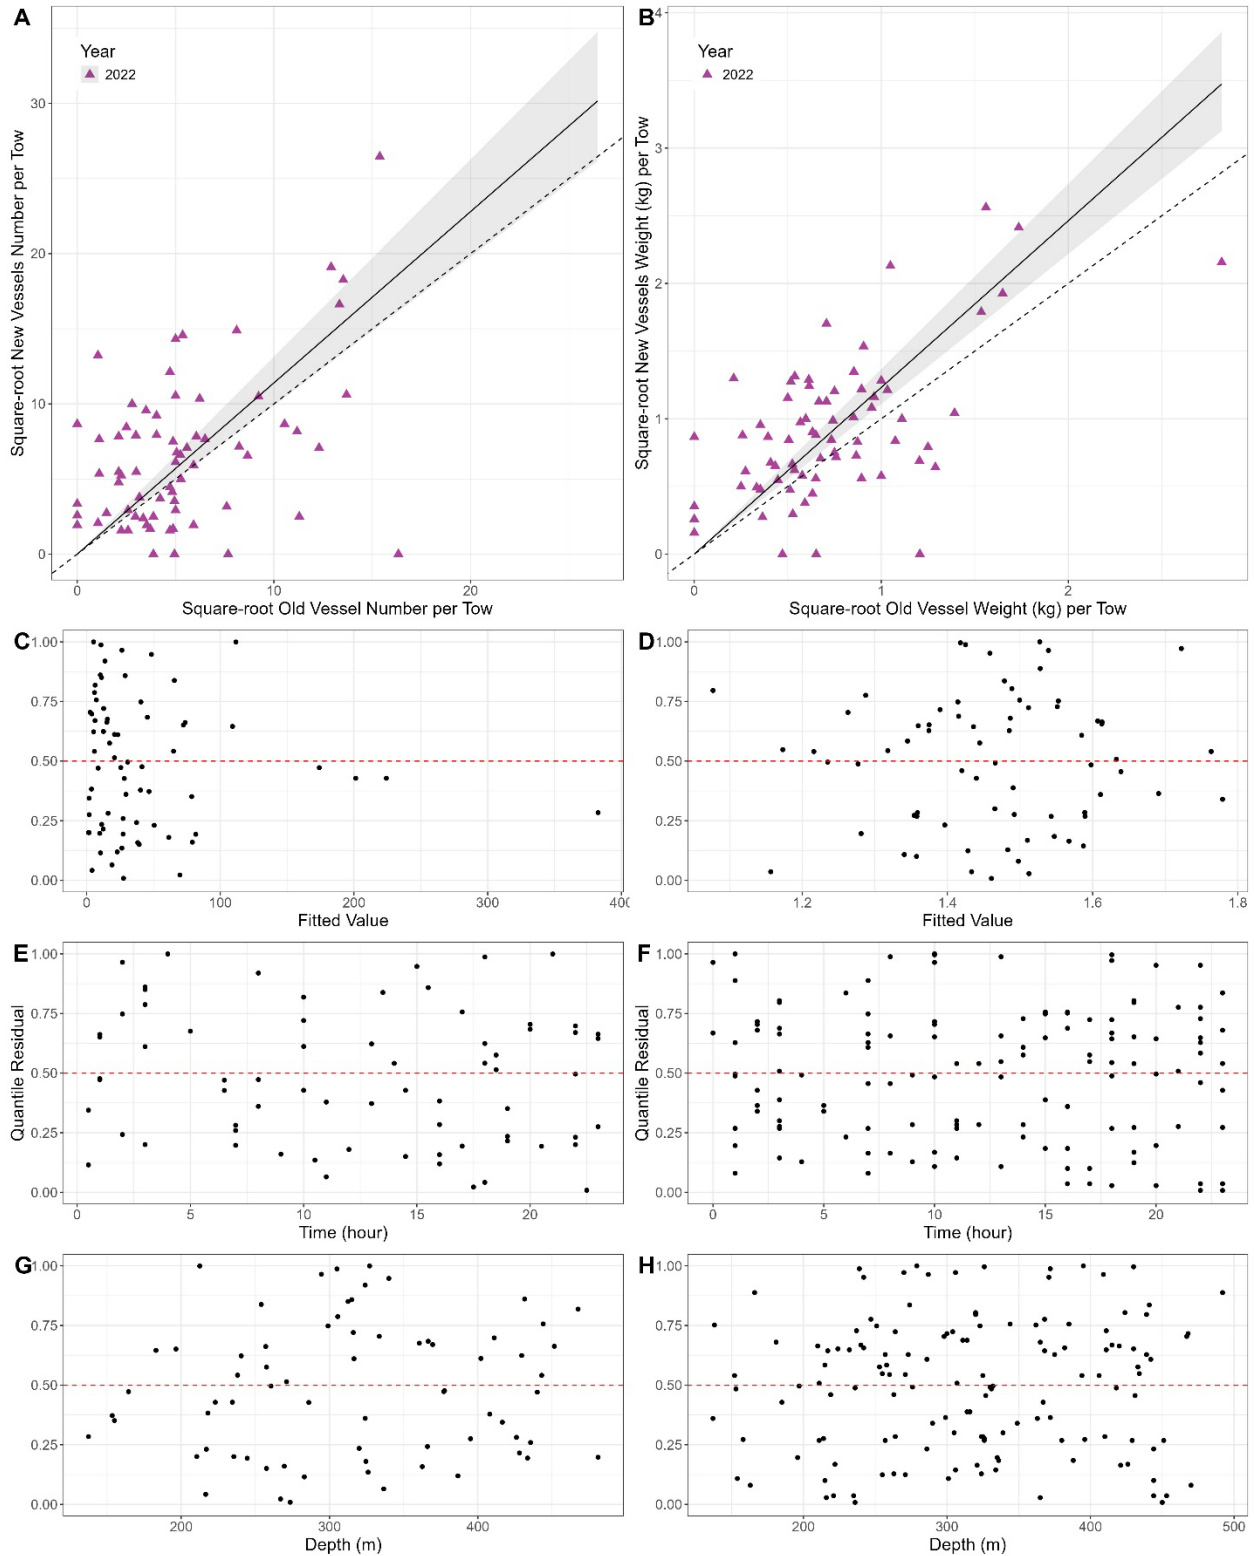 A
Year
2022
30
20
10
0
Square-root New Vessels Number per Tow
0 10 20
Square-root Old Vessel Number per Tow
B
Year
2022
4
3
2
1
0
Square-root New Vessels Weight (kg) per Tow
0 1 2
Square-root Old Vessel Weight (kg) per Tow
C
1.00
0.75
0.50
0.25
0.00
0 100 200 300 400
Fitted Value
D
1.00
0.75
0.50
0.25
0.00
1.2 1.4 1.6 1.8
Fitted Value
E
1.00
0.75
0.50
0.25
0.00
Quantile Residual
0 5 10 15 20
Time (hour)
F
1.00
0.75
0.50
0.25
0.00
Quantile Residual
0 5 10 15 20
Time (hour)
G
1.00
0.75
0.50
0.25
0.00
200 300 400
Depth (m)
H
1.00
0.75
0.50
0.25
0.00
200 300 400 500
Depth (m)